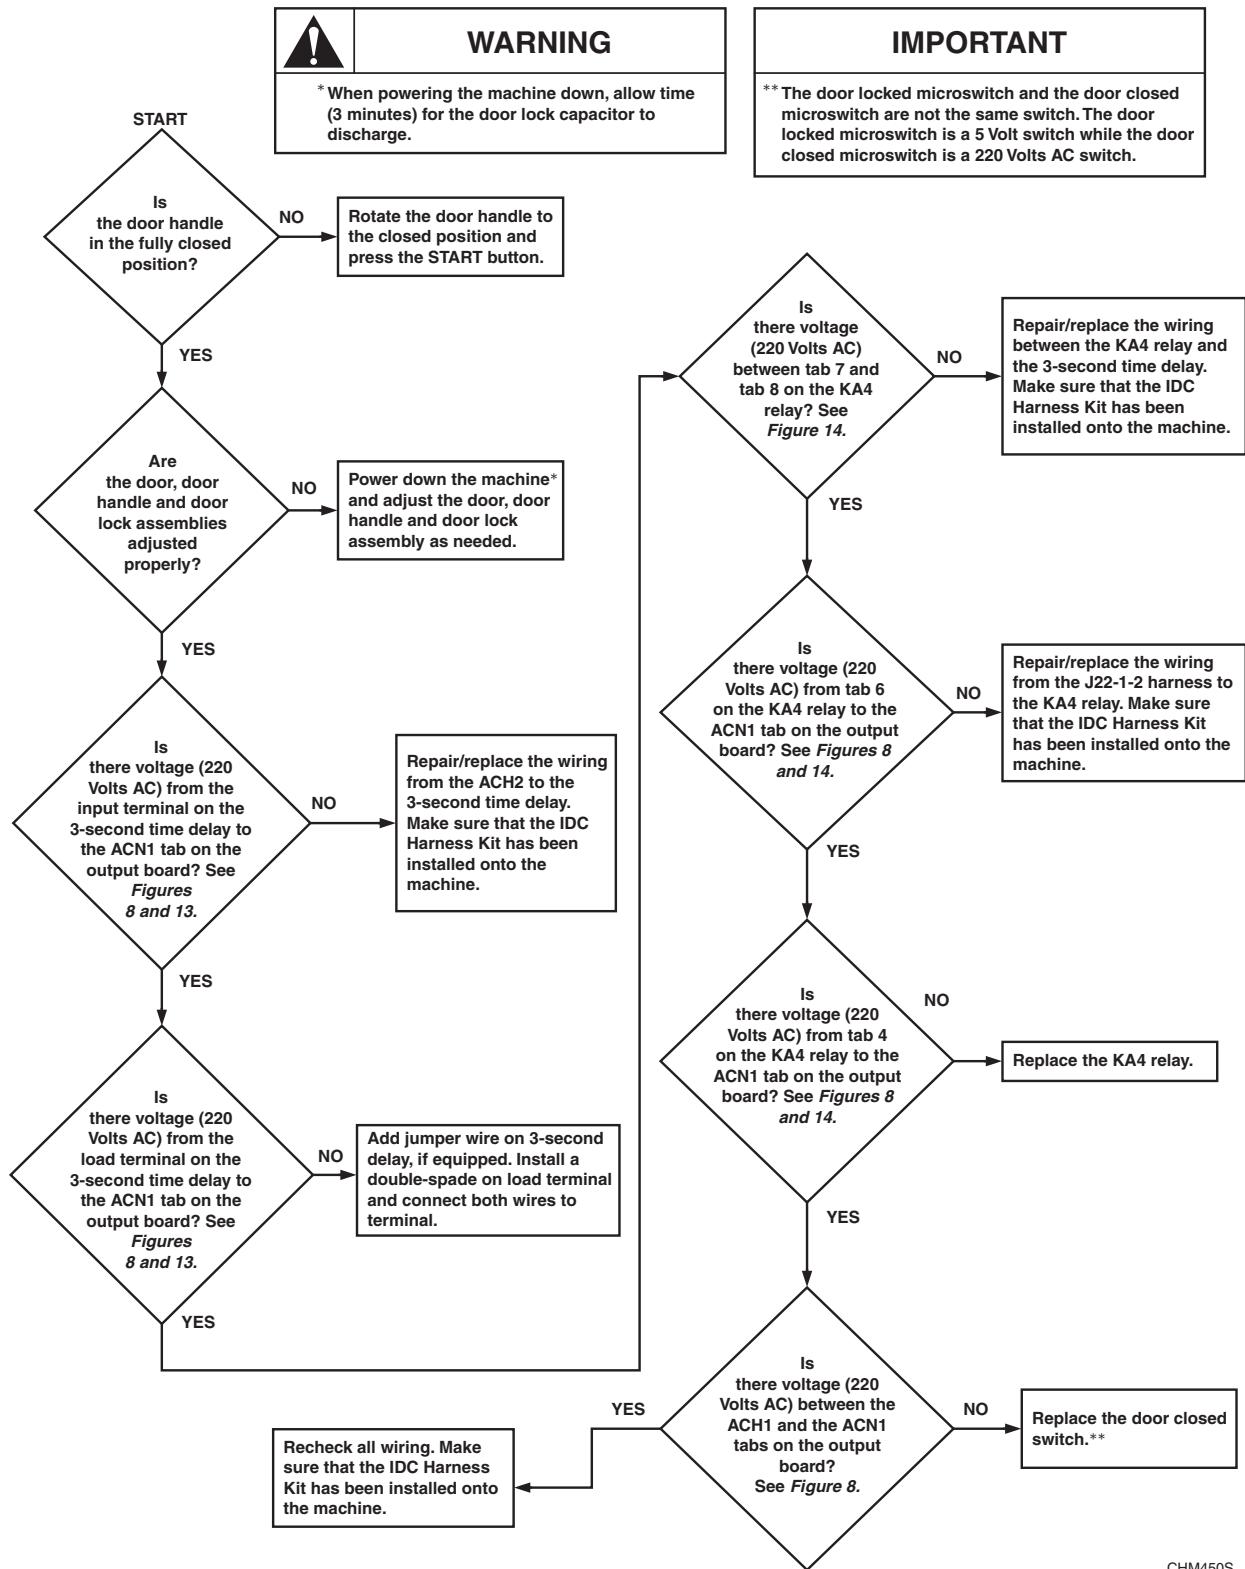 WARNING
* When powering the machine down, allow time
(3 minutes) for the door lock capacitor to
discharge.
IMPORTANT
** The door locked microswitch and the door closed
microswitch are not the same switch. The door
locked microswitch is a 5 Volt switch while the door
closed microswitch is a 220 Volts AC switch.
START
Is
the door handle
in the fully closed
position?
NO
Rotate the door handle to
the closed position and
press the START button.
YES
Are
the door, door
handle and door
lock assemblies
adjusted
properly?
NO
Power down the machine*
and adjust the door, door
handle and door lock
assembly as needed.
YES
Is
there voltage (220
Volts AC) from the
input terminal on the
3-second time delay to
the ACN1 tab on the
output board? See
Figures
8 and 13.
NO
Repair/replace the wiring
from the ACH2 to the
3-second time delay.
Make sure that the IDC
Harness Kit has been
installed onto the
machine.
YES
Is
there voltage (220
Volts AC) from the
load terminal on the
3-second time delay to
the ACN1 tab on the
output board? See
Figures
8 and 13.
NO
Add jumper wire on 3-second
delay, if equipped. Install a
double-spade on load terminal
and connect both wires to
terminal.
YES
Is
there voltage
(220 Volts AC)
between tab 7 and
tab 8 on the KA4
relay? See
Figure 14.
NO
Repair/replace the wiring
between the KA4 relay and
the 3-second time delay.
Make sure that the IDC
Harness Kit has been
installed onto the machine.
YES
Is
there voltage (220
Volts AC) from tab 6
on the KA4 relay to the
ACN1 tab on the output
board? See Figures 8
and 14.
NO
Repair/replace the wiring
from the J22-1-2 harness to
the KA4 relay. Make sure
that the IDC Harness Kit
has been installed onto the
machine.
YES
Is
there voltage (220
Volts AC) from tab 4
on the KA4 relay to the
ACN1 tab on the output
board? See Figures 8
and 14.
NO
Replace the KA4 relay.
YES
Is
there voltage (220
Volts AC) between the
ACH1 and the ACN1
tabs on the output
board?
See Figure 8.
NO
Replace the door closed
switch.**
YES
Recheck all wiring. Make
sure that the IDC Harness
Kit has been installed onto
the machine.
CHM450S